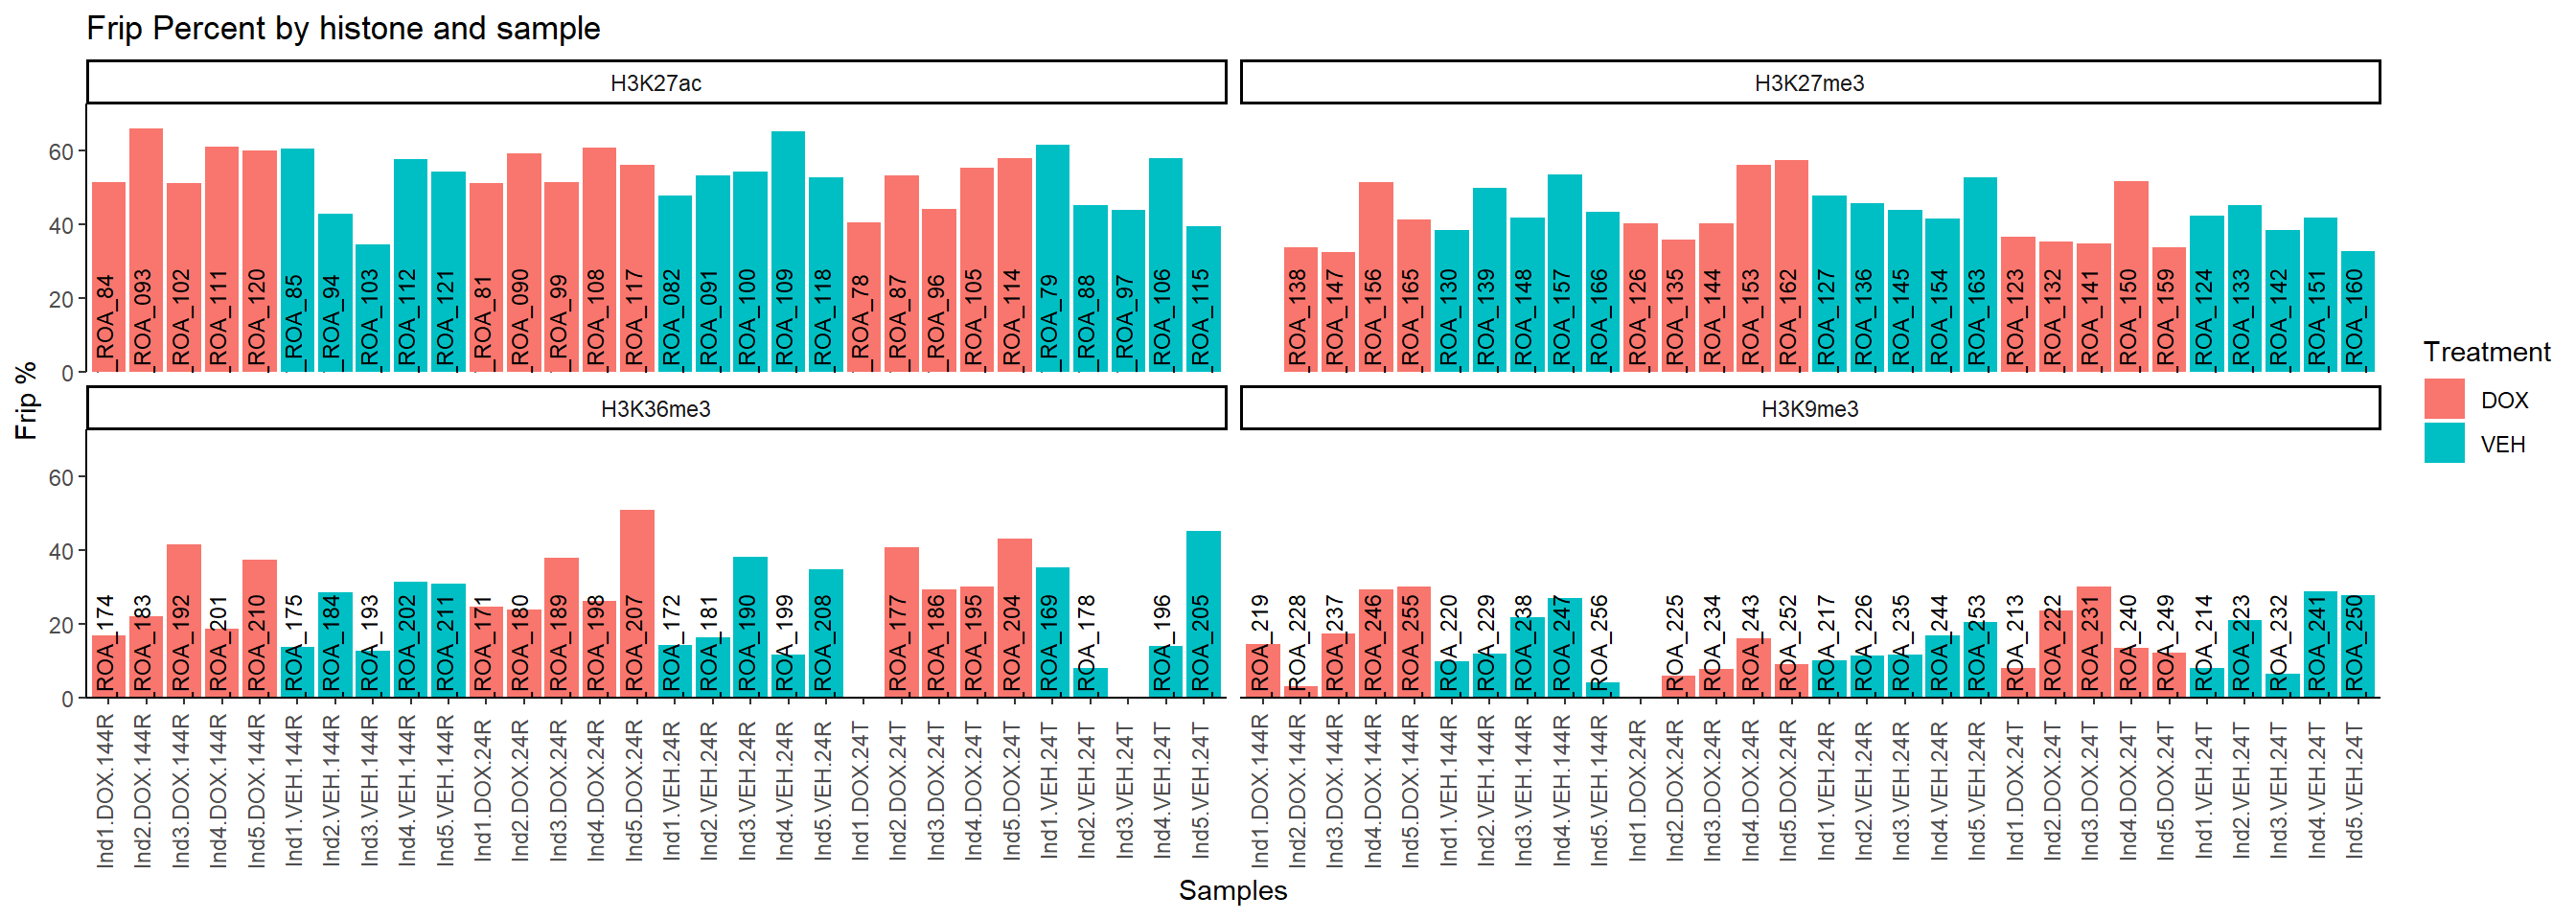 Frip Percent by histone and sample
H3K27ac
H3K27me3
Frip %
60
40
20
0
ROA_84
ROA_093
ROA_102
ROA_111
ROA_120
ROA_85
ROA_94
ROA_103
ROA_112
ROA_121
ROA_81
ROA_090
ROA_99
ROA_108
ROA_117
ROA_082
ROA_091
ROA_100
ROA_109
ROA_118
ROA_78
ROA_87
ROA_96
ROA_105
ROA_114
ROA_79
ROA_88
ROA_97
ROA_106
ROA_115
ROA_138
ROA_147
ROA_156
ROA_165
ROA_130
ROA_139
ROA_148
ROA_157
ROA_166
ROA_126
ROA_135
ROA_144
ROA_153
ROA_162
ROA_127
ROA_136
ROA_145
ROA_154
ROA_163
ROA_123
ROA_132
ROA_141
ROA_150
ROA_159
ROA_124
ROA_133
ROA_142
ROA_151
ROA_160
H3K36me3
H3K9me3
60
40
20
0
ROA_174
ROA_183
ROA_192
ROA_201
ROA_210
ROA_175
ROA_184
ROA_193
ROA_202
ROA_211
ROA_171
ROA_180
ROA_189
ROA_198
ROA_207
ROA_172
ROA_181
ROA_190
ROA_199
ROA_208
ROA_177
ROA_186
ROA_195
ROA_204
ROA_169
ROA_178
ROA_196
ROA_205
ROA_219
ROA_228
ROA_237
ROA_246
ROA_255
ROA_220
ROA_229
ROA_238
ROA_247
ROA_256
ROA_225
ROA_234
ROA_243
ROA_252
ROA_217
ROA_226
ROA_235
ROA_244
ROA_253
ROA_213
ROA_222
ROA_231
ROA_240
ROA_249
ROA_214
ROA_223
ROA_232
ROA_241
ROA_250
Ind1.DOX.144R
Ind2.DOX.144R
Ind3.DOX.144R
Ind4.DOX.144R
Ind5.DOX.144R
Ind1.VEH.144R
Ind2.VEH.144R
Ind3.VEH.144R
Ind4.VEH.144R
Ind5.VEH.144R
Ind1.DOX.24R
Ind2.DOX.24R
Ind3.DOX.24R
Ind4.DOX.24R
Ind5.DOX.24R
Ind1.VEH.24R
Ind2.VEH.24R
Ind3.VEH.24R
Ind4.VEH.24R
Ind5.VEH.24R
Ind1.DOX.24T
Ind2.DOX.24T
Ind3.DOX.24T
Ind4.DOX.24T
Ind5.DOX.24T
Ind1.VEH.24T
Ind2.VEH.24T
Ind3.VEH.24T
Ind4.VEH.24T
Ind5.VEH.24T
Ind1.DOX.144R
Ind2.DOX.144R
Ind3.DOX.144R
Ind4.DOX.144R
Ind5.DOX.144R
Ind1.VEH.144R
Ind2.VEH.144R
Ind3.VEH.144R
Ind4.VEH.144R
Ind5.VEH.144R
Ind1.DOX.24R
Ind2.DOX.24R
Ind3.DOX.24R
Ind4.DOX.24R
Ind5.DOX.24R
Ind1.VEH.24R
Ind2.VEH.24R
Ind3.VEH.24R
Ind4.VEH.24R
Ind5.VEH.24R
Ind1.DOX.24T
Ind2.DOX.24T
Ind3.DOX.24T
Ind4.DOX.24T
Ind5.DOX.24T
Ind1.VEH.24T
Ind2.VEH.24T
Ind3.VEH.24T
Ind4.VEH.24T
Ind5.VEH.24T
Samples
Treatment
DOX
VEH